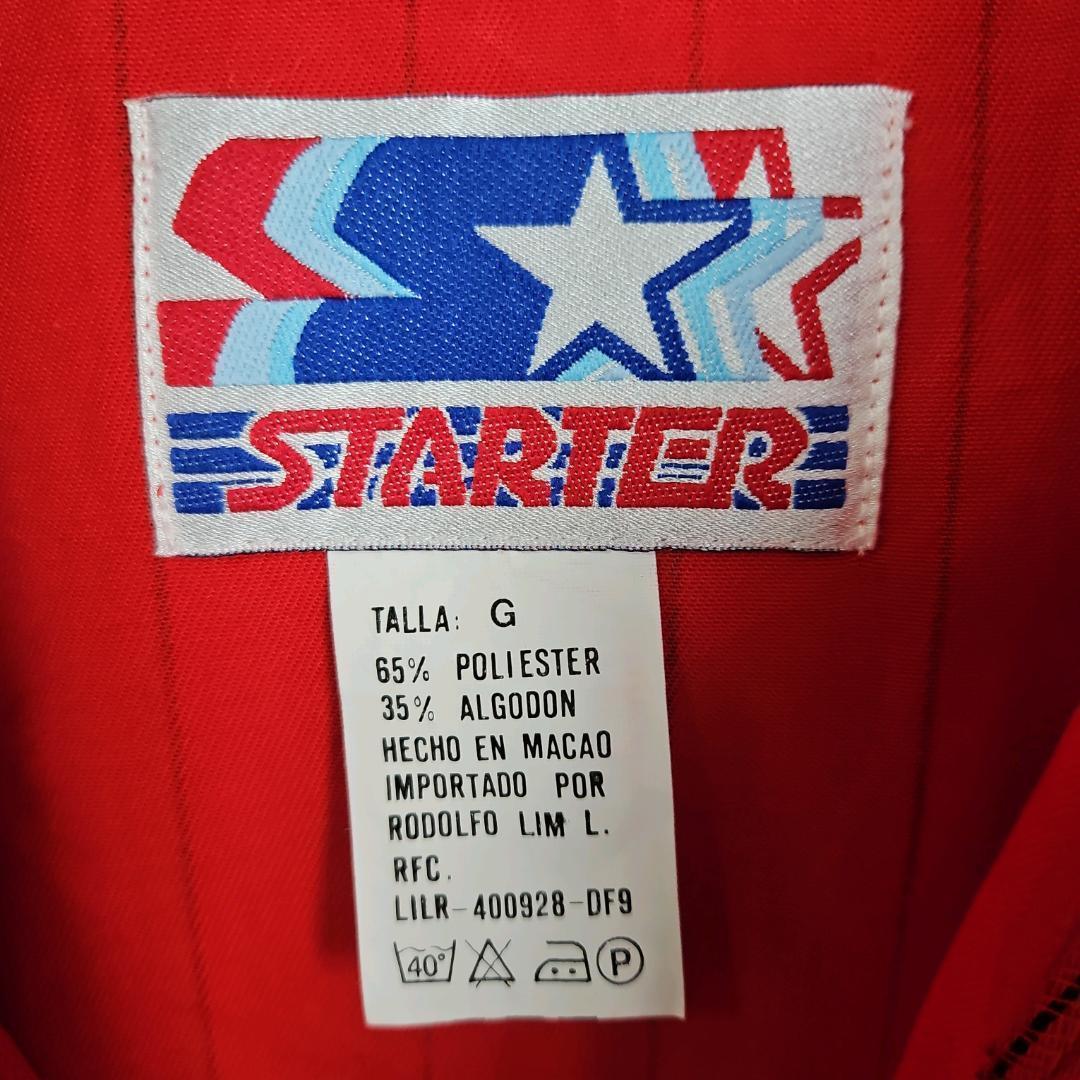 STARTER
TALLA: G
65% POLIESTER
35% ALGODON
HECHO EN MACAO
IMPORTADO POR
RODOLFO LIM L.
RFC.
LILR-400928-DF9
40° P